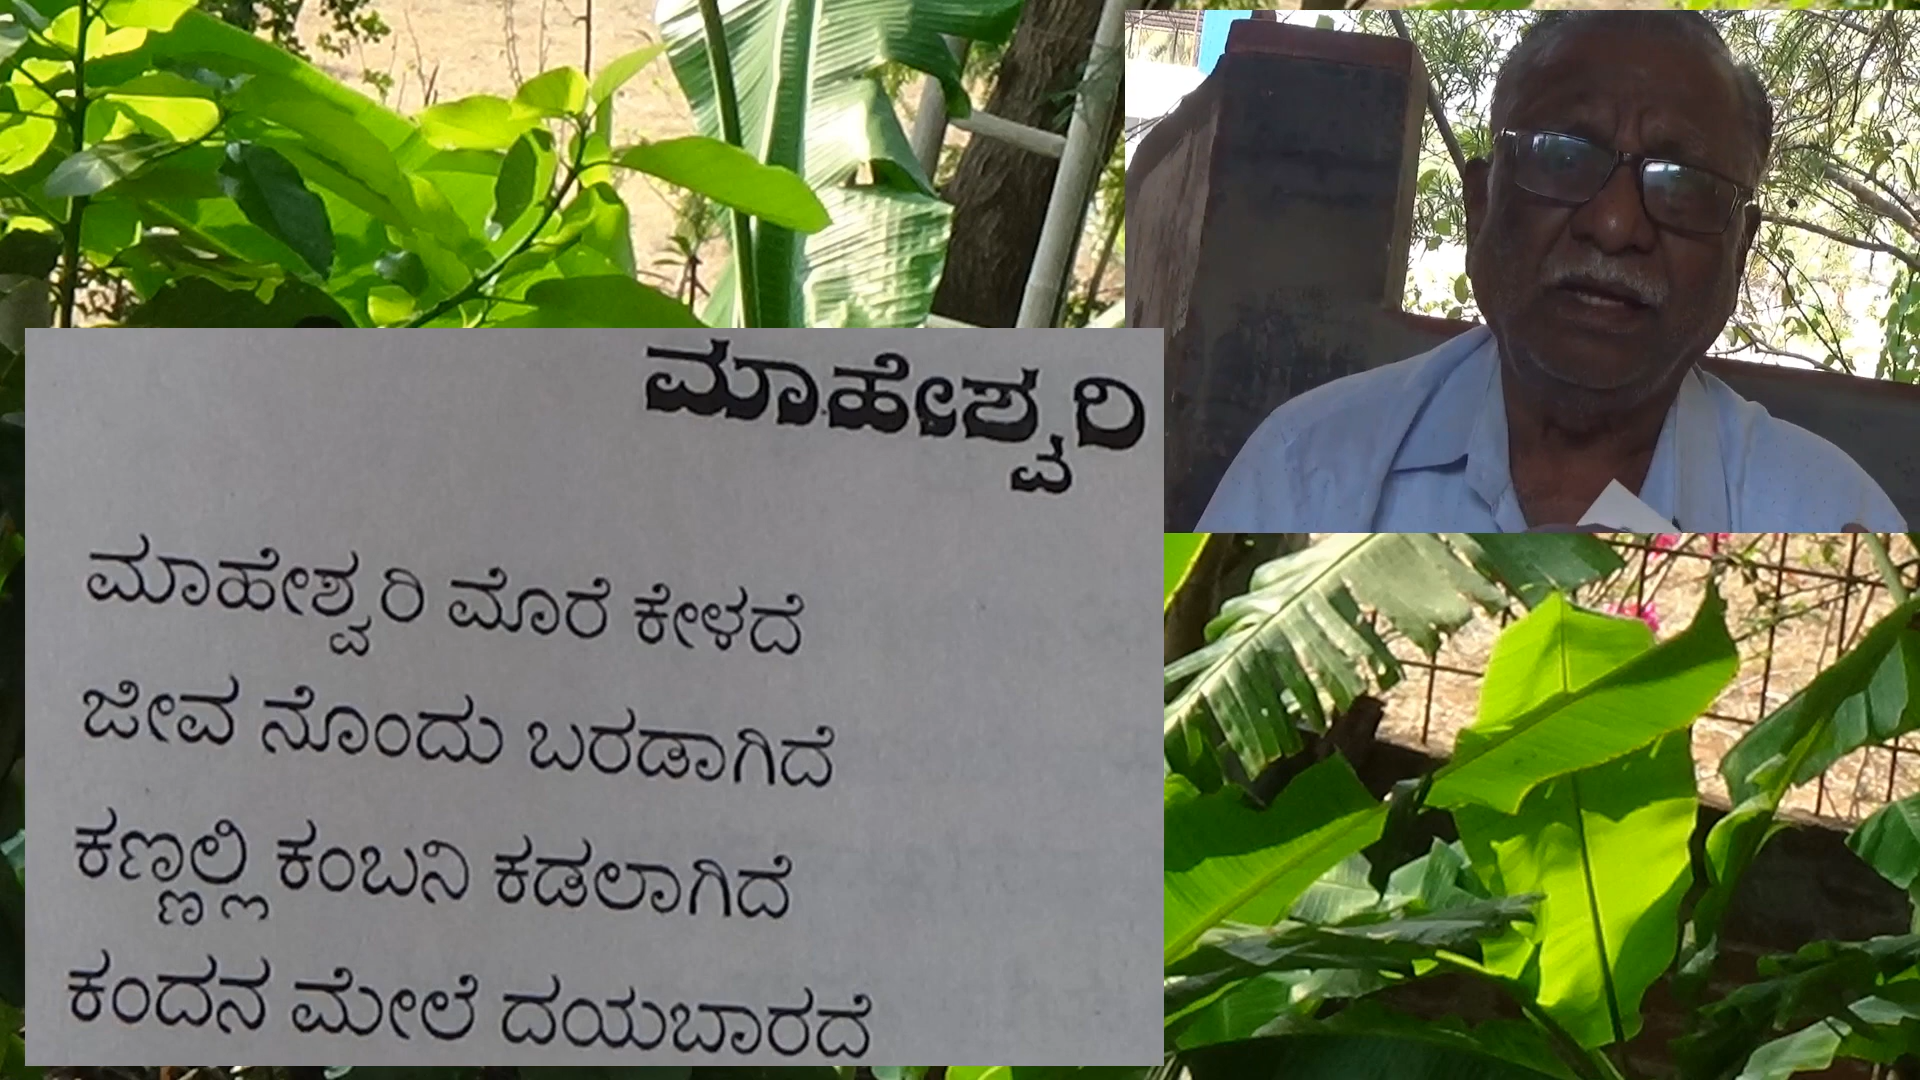 ಮಾಹೇಶ್ವರಿ
ಮಾಹೇಶ್ವರಿ ಮೊರೆ ಕೇಳದೆ
ಜೀವ ನೊಂದು ಬರಡಾಗಿದೆ
ಕಣ್ಣಲ್ಲಿ ಕಂಬನಿ ಕಡಲಾಗಿದೆ
ಕಂದನ ಮೇಲೆ ದಯಬಾರದೆ